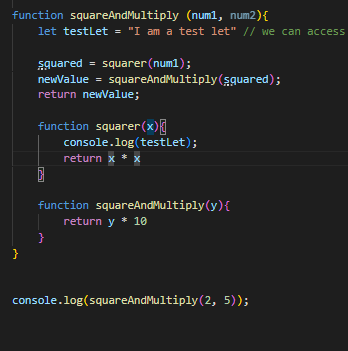 function squareAndMultiply (num1, num2){
let testLet = "I am a test let" // we can access
squared = squarer(num1);
newValue = squareAndMultiply(squared);
return newValue;
function squarer(x){
console.log(testLet);
return x * x
}
function squareAndMultiply(y){
return y * 10
}
}
console.log(squareAndMultiply(2, 5));